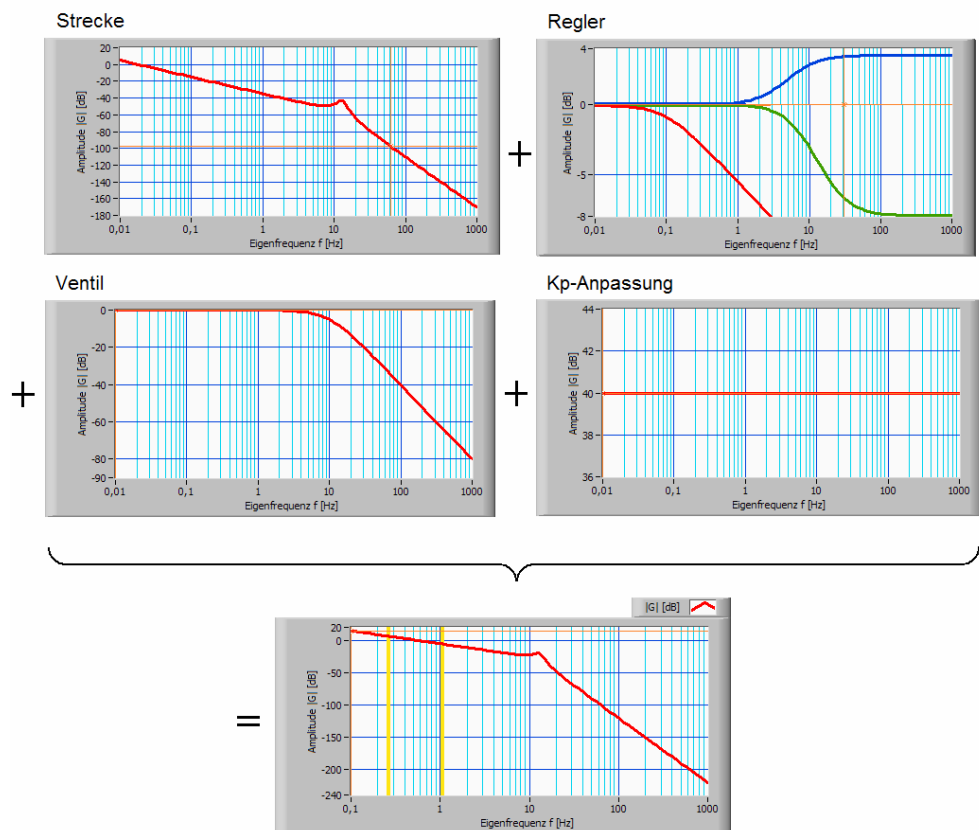 Strecke
Amplitude |G| [dB]
20
0
-20
-40
-60
-80
-100
-120
-140
-160
-180
0,01 0,1 1 10 100 1000
Eigenfrequenz f [Hz]
+
Regler
Amplitude |G| [dB]
4
0
-5
-8
0,01 0,1 1 10 100 1000
Eigenfrequenz f [Hz]
+
Ventil
Amplitude |G| [dB]
0
-20
-40
-60
-80
-90
0,01 0,1 1 10 100 1000
Eigenfrequenz f [Hz]
+
Kp-Anpassung
Amplitude |G| [dB]
44
42
40
38
36
0,01 0,1 1 10 100 1000
Eigenfrequenz f [Hz]
=
|G| [dB]
Amplitude |G| [dB]
20
0
-50
-100
-150
-200
-240
0,1 1 10 100 1000
Eigenfrequenz f [Hz]